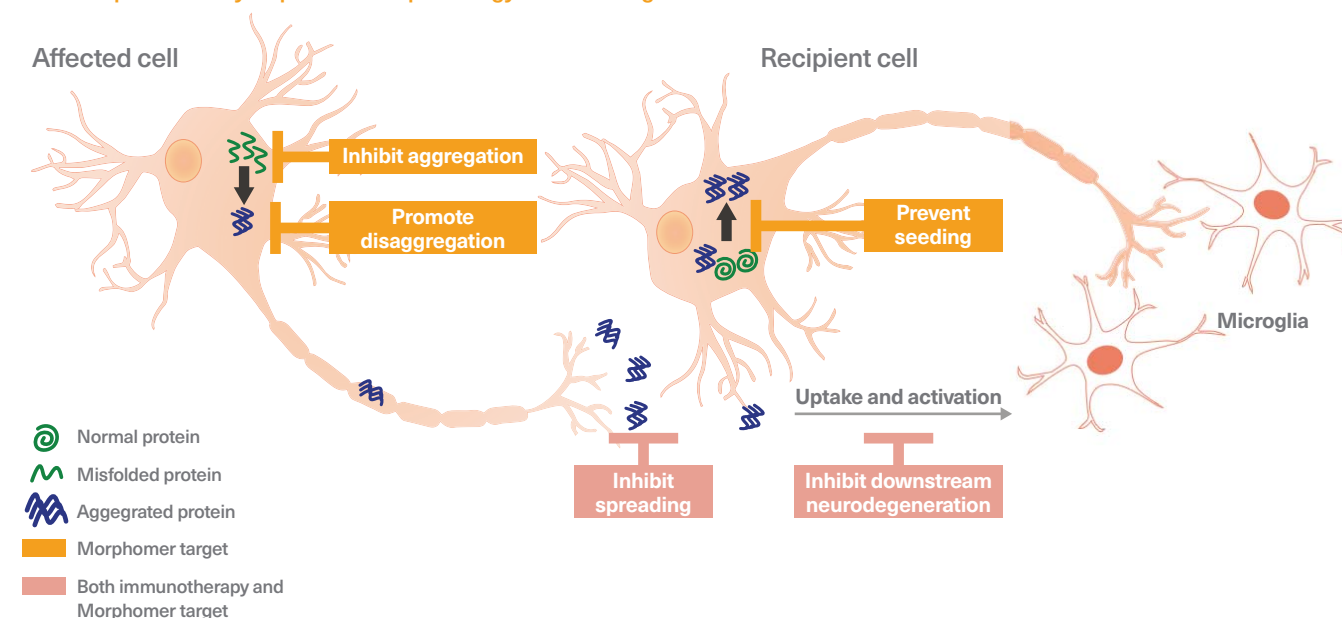 Affected cell
Recipient cell
Inhibit aggregation
Promote
disaggregation
Prevent
seeding
Microglia
Uptake and activation
Inhibit
spreading
Inhibit downstream
neurodegeneration
Normal protein
Misfolded protein
Aggegrated protein
Morphomer target
Both immunotherapy and
Morphomer target